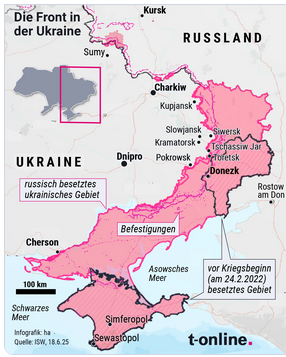 Die Front in
der Ukraine
Kursk
RUSSLAND
Sumy
Charkiw
Kupjansk
Slowjansk
Siwersk
Kramatorsk
Tschassiw Jar
UKRAINE
Dnipro
Pokrowsk
Torezk
Donezk
russisch besetztes
ukrainisches Gebiet
Rostow
am Don
Befestigungen
Cherson
100 km
Asowsches
Meer
vor Kriegsbeginn
(am 24.2.2022)
besetztes Gebiet
Schwarzes
Meer
Simferopol
Infografik: ha
Quelle: ISW, 18.6.25
Sewastopol
t-online.